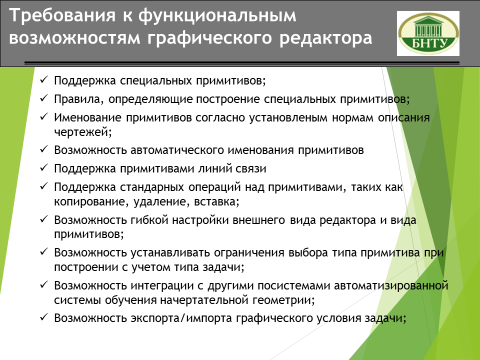 Требования к функциональным
возможностям графического редактора
БНТУ
Поддержка специальных примитивов;
Правила, определяющие построение специальных примитивов;
Именование примитивов согласно установленым нормам описания
чертежей;
Возможность автоматического именования примитивов
Поддержка примитивами линий связи
Поддержка стандарных операций над примитивами, таких как
копирование, удаление, вставка;
Возможность гибкой настройки внешнего вида редактора и вида
примитивов;
Возможность устанавливать ограничения выбора типа примитива при
построении с учетом типа задачи;
Возможность интеграции с другими посистемами автоматизированной
системы обучения начертательной геометрии;
Возможность экспорта/импорта графического условия задачи;